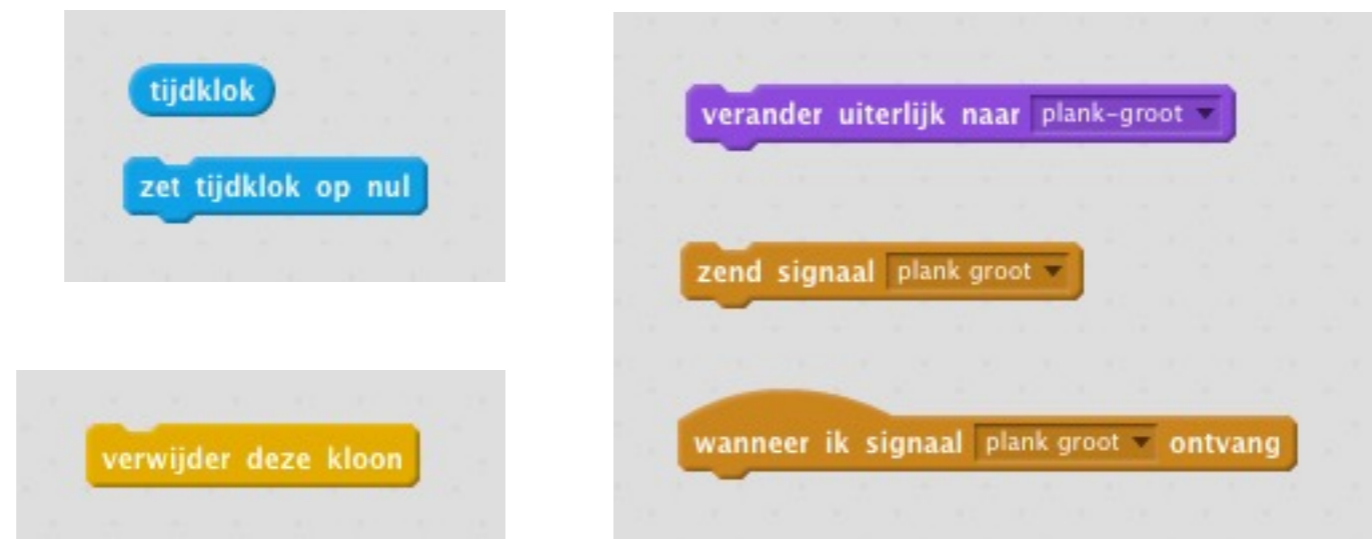 tijdklok
zet tijdklok op nul
verwijder deze kloon
verander uiterlijk naar plank-groot
zend signaal plank groot
wanneer ik signaal plank groot ontvang